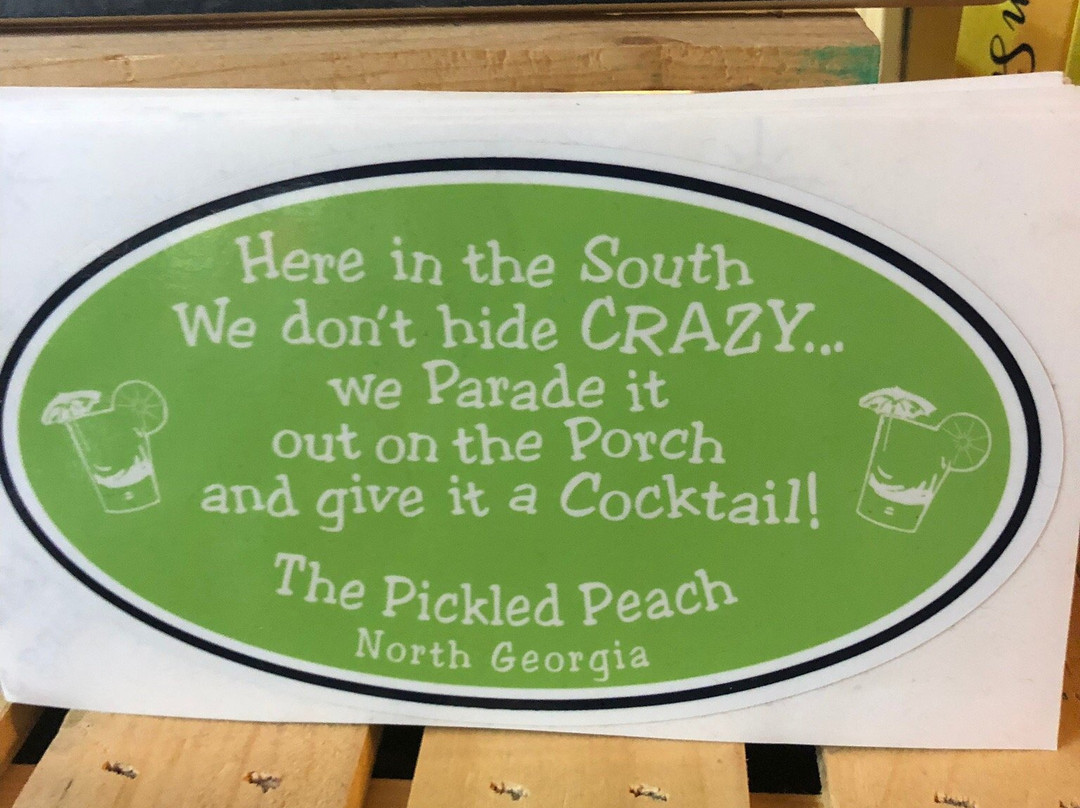 Here in the South
We don't hide CRAZY...
we Parade it
out on the Porch
and give it a Cocktail!
The Pickled Peach
North Georgia